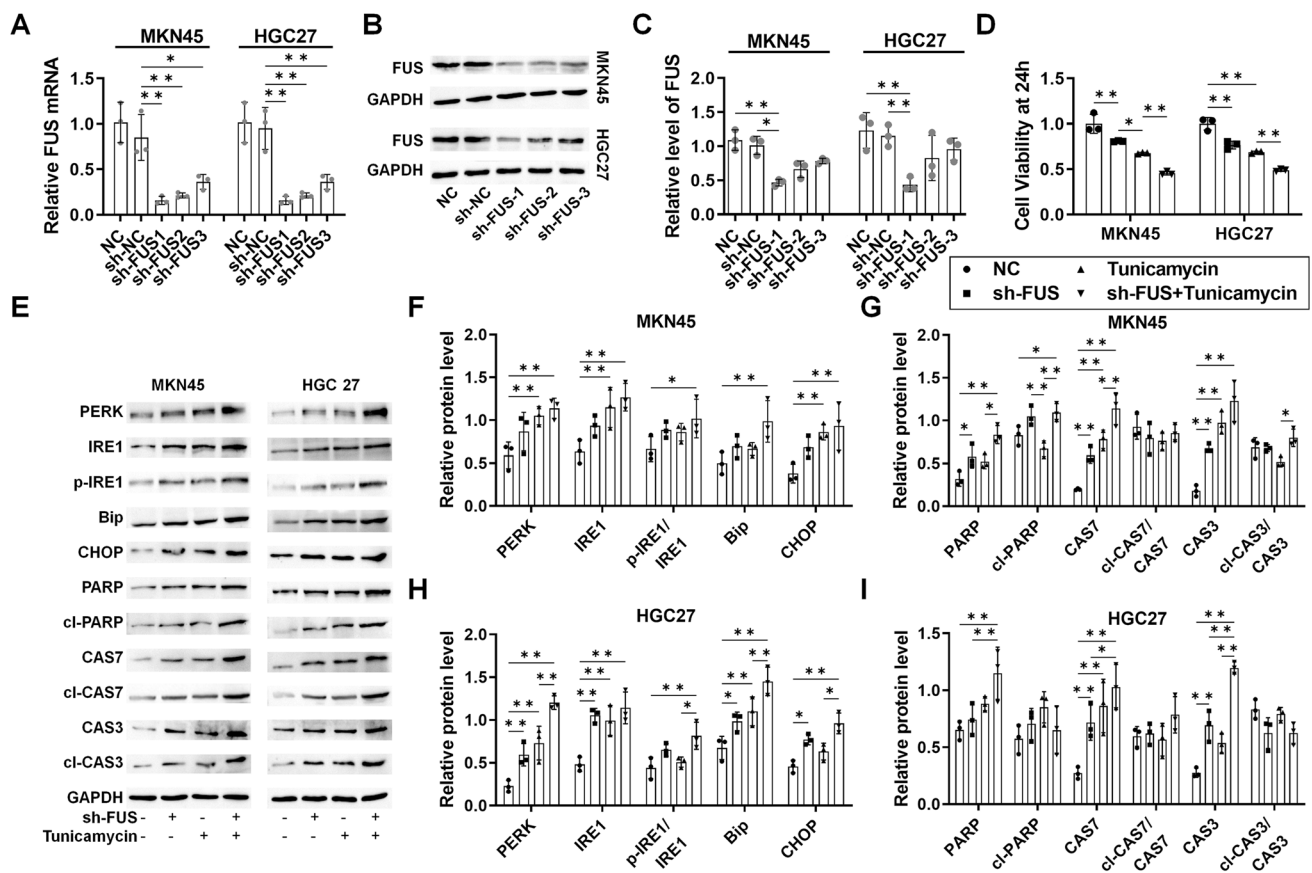 A
MKN45 HGC27
* *
* * * *
* * * *
Relative FUS mRNA
1.5
1.0
0.5
0.0
NC
sh-NC
sh-FUS1
sh-FUS2
sh-FUS3
NC
sh-NC
sh-FUS1
sh-FUS2
sh-FUS3
B
FUS
GAPDH
MKN45
FUS
GAPDH
HGC27
NC
sh-NC
sh-FUS-1
sh-FUS-2
sh-FUS-3
C
MKN45 HGC27
Relative level of FUS
2.0
1.5
1.0
0.5
0.0
* *
*
* *
* *
NC
sh-NC
sh-FUS-1
sh-FUS-2
sh-FUS-3
NC
sh-NC
sh-FUS-1
sh-FUS-2
sh-FUS-3
D
Cell Viability at 24h
1.5
1.0
0.5
0.0
* *
*
* *
* *
* *
* *
MKN45 HGC27
NC Tunicamycin
sh-FUS sh-FUS+Tunicamycin
E
MKN45 HGC 27
PERK
IRE1
p-IRE1
Bip
CHOP
PARP
cl-PARP
CAS7
cl-CAS7
CAS3
cl-CAS3
GAPDH
sh-FUS - + - + - + - +
Tunicamycin - - + + - - + +
F
MKN45
Relative protein level
2.0
1.5
1.0
0.5
0.0
* *
* *
* *
* *
*
* *
* *
* *
PERK
IRE1
p-IRE1/
IRE1
Bip
CHOP
G
MKN45
Relative protein level
2.0
1.5
1.0
0.5
0.0
* *
*
*
*
* *
* *
* *
* *
* *
* *
* *
* *
* *
*
PARP
cl-PARP
CAS7
cl-CAS7/
CAS7
CAS3
cl-CAS3/
CAS3
H
HGC27
Relative protein level
2.0
1.5
1.0
0.5
0.0
* *
* *
* *
* *
* *
* *
* *
* *
*
* *
* *
* *
*
* *
*
*
PERK
IRE1
p-IRE1/
IRE1
Bip
CHOP
I
HGC27
Relative protein level
1.5
1.0
0.5
0.0
* *
* *
* *
*
* *
* *
* *
* *
* *
* *
PARP
cl-PARP
CAS7
cl-CAS7/
CAS7
CAS3
cl-CAS3/
CAS3